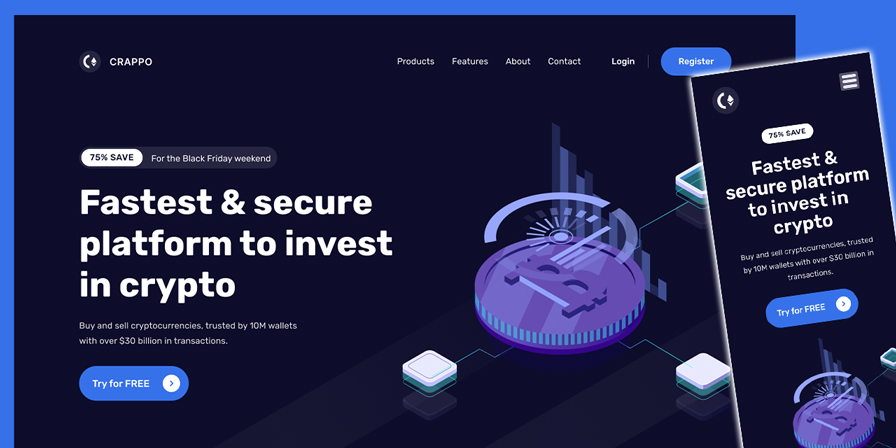 CRAPPO
Products Features About Contact Login Register
75% SAVE For the Black Friday weekend
Fastest & secure
platform to invest
in crypto
Buy and sell cryptocurrencies, trusted by 10M wallets
with over $30 billion in transactions.
Try for FREE
75% SAVE
Fastest &
secure platform
to invest in
crypto
Buy and sell cryptocurrencies, trusted
by 10M wallets with over $30 billion in
transactions.
Try for FREE